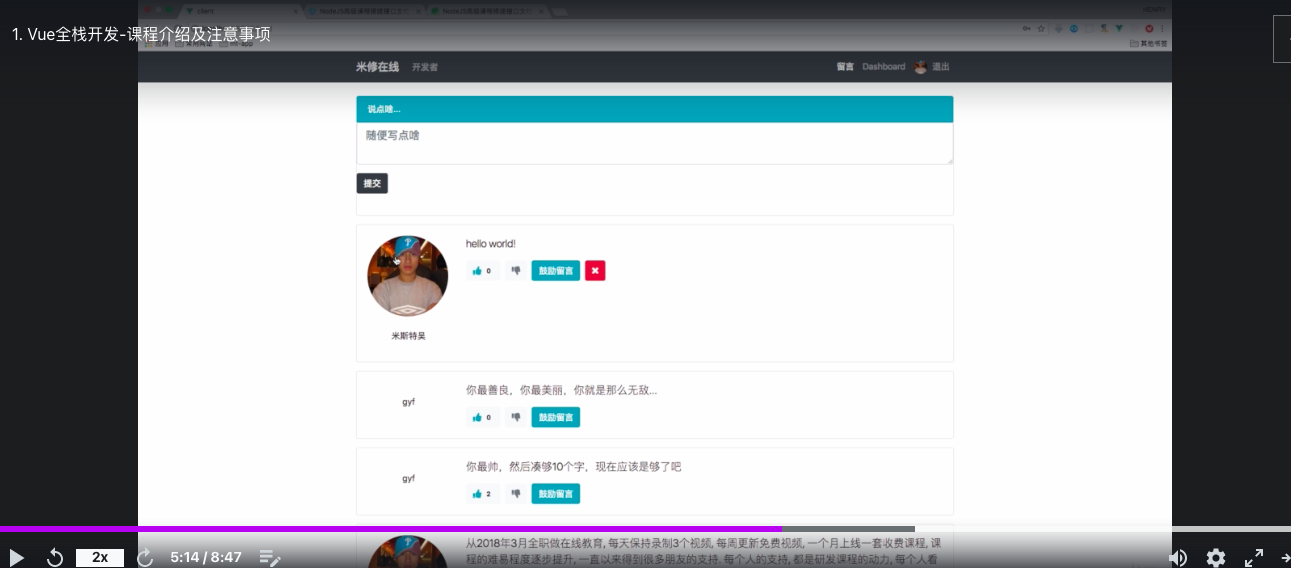 client
1. Vue全栈开发-课程介绍及注意事项
其他书签
米修在线 开发者 留言 Dashboard 退出
说点啥...
随便写点啥
提交
hello world!
0 鼓励留言
米斯特吴
你最善良，你最美丽，你就是那么无敌...
gyf
0 鼓励留言
你最帅，然后凑够10个字，现在应该是够了吧
gyf
2 鼓励留言
从2018年3月全职做在线教育, 每天保持录制3个视频, 每周更新免费视频, 一个月上线一套收费课程, 课
程的难易程度逐步提升, 一直以来得到很多朋友的支持. 每个人的支持, 都是研发课程的动力, 每个人看
2x 5:14 / 8:47